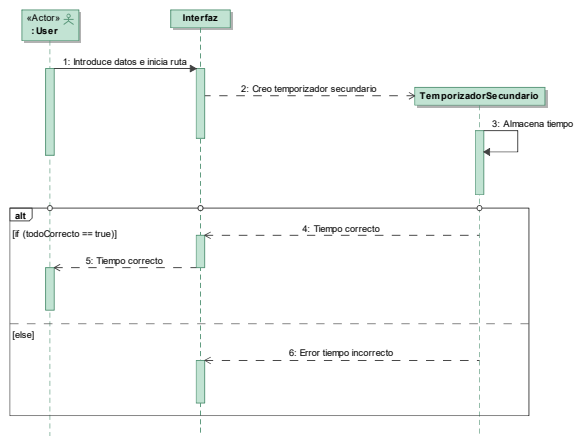 «Actor»
: User
Interfaz
1: Introduce datos e inicia ruta
2: Creo temporizador secundario
TemporizadorSecundario
3: Almacena tiempo
alt
[if (todoCorrecto == true)]
4: Tiempo correcto
5: Tiempo correcto
[else]
6: Error tiempo incorrecto